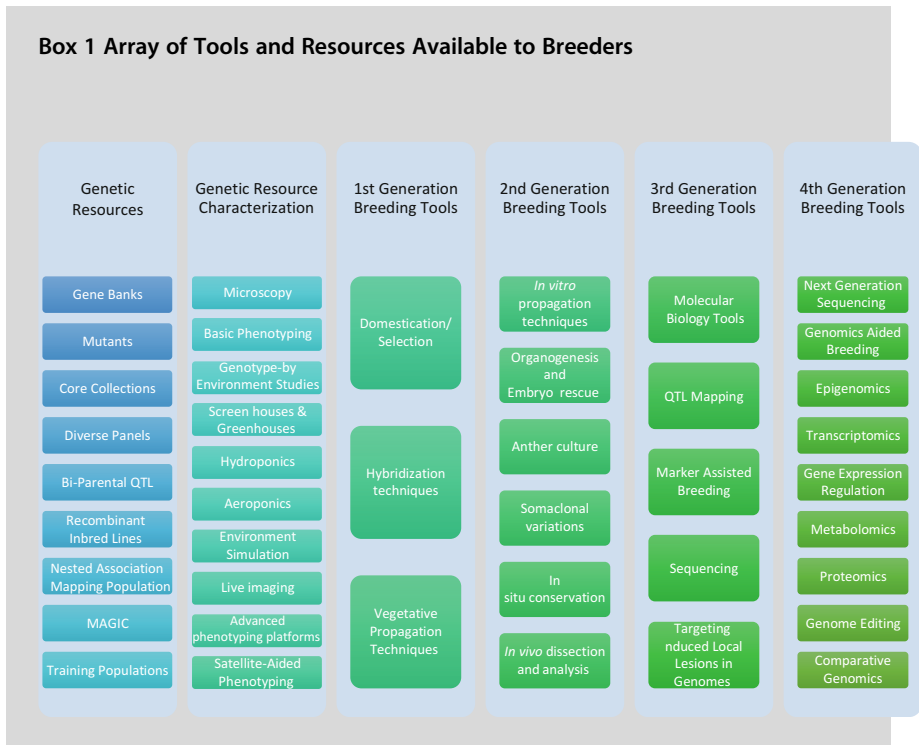 Box 1 Array of Tools and Resources Available to Breeders
Genetic
Resources
Gene Banks
Mutants
Core Collections
Diverse Panels
Bi-Parental QTL
Recombinant
Inbred Lines
Nested Association
Mapping Population
MAGIC
Training Populations
Genetic Resource
Characterization
Microscopy
Basic Phenotyping
Genotype-by
Environment Studies
Screen houses &
Greenhouses
Hydroponics
Aeroponics
Environment
Simulation
Live imaging
Advanced
phenotyping platforms
Satellite-Aided
Phenotyping
1st Generation
Breeding Tools
Domestication/
Selection
Hybridization
techniques
Vegetative
Propagation
Techniques
2nd Generation
Breeding Tools
In vitro
propagation
techniques
Organogenesis
and
Embryo rescue
Anther culture
Somaclonal
variations
In
situ conservation
In vivo dissection
and analysis
3rd Generation
Breeding Tools
Molecular
Biology Tools
QTL Mapping
Marker Assisted
Breeding
Sequencing
Targeting
nduced Local
Lesions in
Genomes
4th Generation
Breeding Tools
Next Generation
Sequencing
Genomics Aided
Breeding
Epigenomics
Transcriptomics
Gene Expression
Regulation
Metabolomics
Proteomics
Genome Editing
Comparative
Genomics